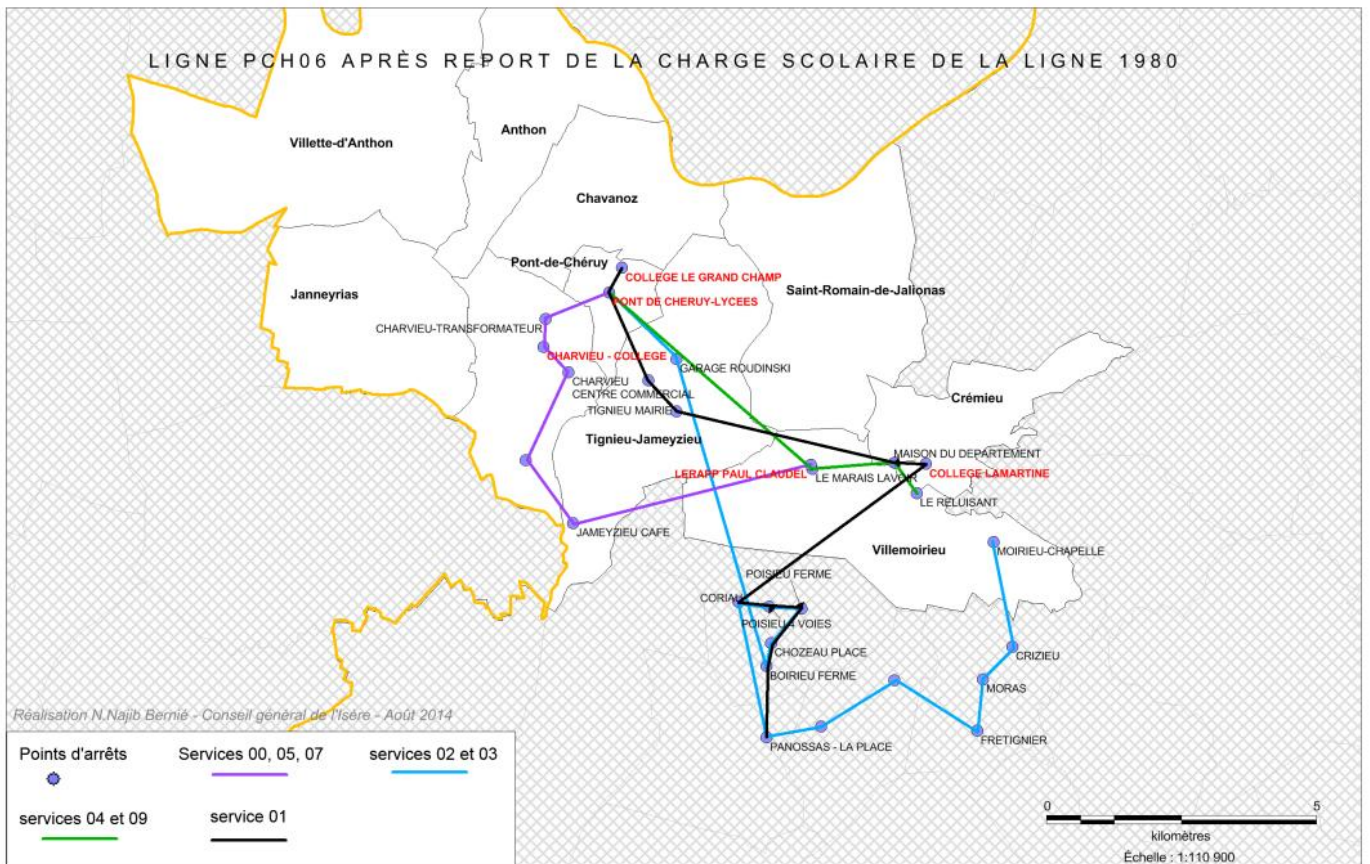 LIGNE PCH06 APRÈS REPORT DE LA CHARGE SCOLAIRE DE LA LIGNE 1980
Anthon
Villette-d'Anthon
Chavanoz
Pont-de-Chéruy
COLLEGE LE GRAND CHAMP
Janneyrias
Saint-Romain-de-Jalionas
PONT DE CHERUY-LYCEES
CHARVIEU-TRANSFORMATEUR
CHARVIEU - COLLEGE
GARAGE ROUDINSKI
CHARVIEU
CENTRE COMMERCIAL
Crémieu
TIGNIEU MAIRIE
Tignieu-Jameyzieu
MAISON DU DEPARTEMENT
LERAPP PAUL CLAUDEL
LE MARAIS LAVOIR
COLLEGE LAMARTINE
LE RELUISANT
JAMEYZIEU CAFE
Villemoirieu
MOIRIEU-CHAPELLE
POISIEU FERME
CORIAU
POISIEU 4 VOIES
CHOZEAU PLACE
CRIZIEU
BOIRIEU FERME
MORAS
FRETIGNIER
PANOSSAS - LA PLACE
Réalisation N.Najib Bernié - Conseil général de l'Isère - Août 2014
Points d'arrêts
Services 00, 05, 07
services 02 et 03
services 04 et 09
service 01
0 5
kilomètres
Échelle : 1:110 900